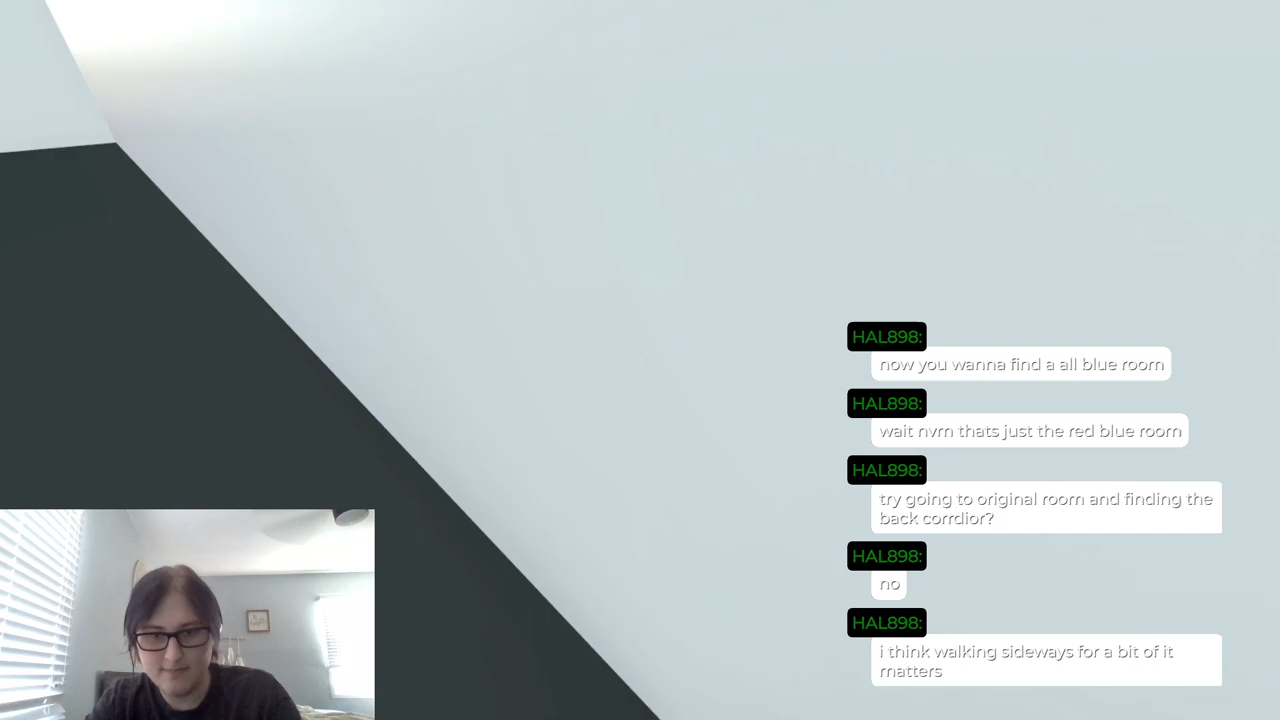 HAL898:
now you wanna find a all blue room
HAL898:
wait nvm thats just the red blue room
HAL898:
try going to original room and finding the
back corrdior?
HAL898:
no
HAL898:
i think walking sideways for a bit of it
matters